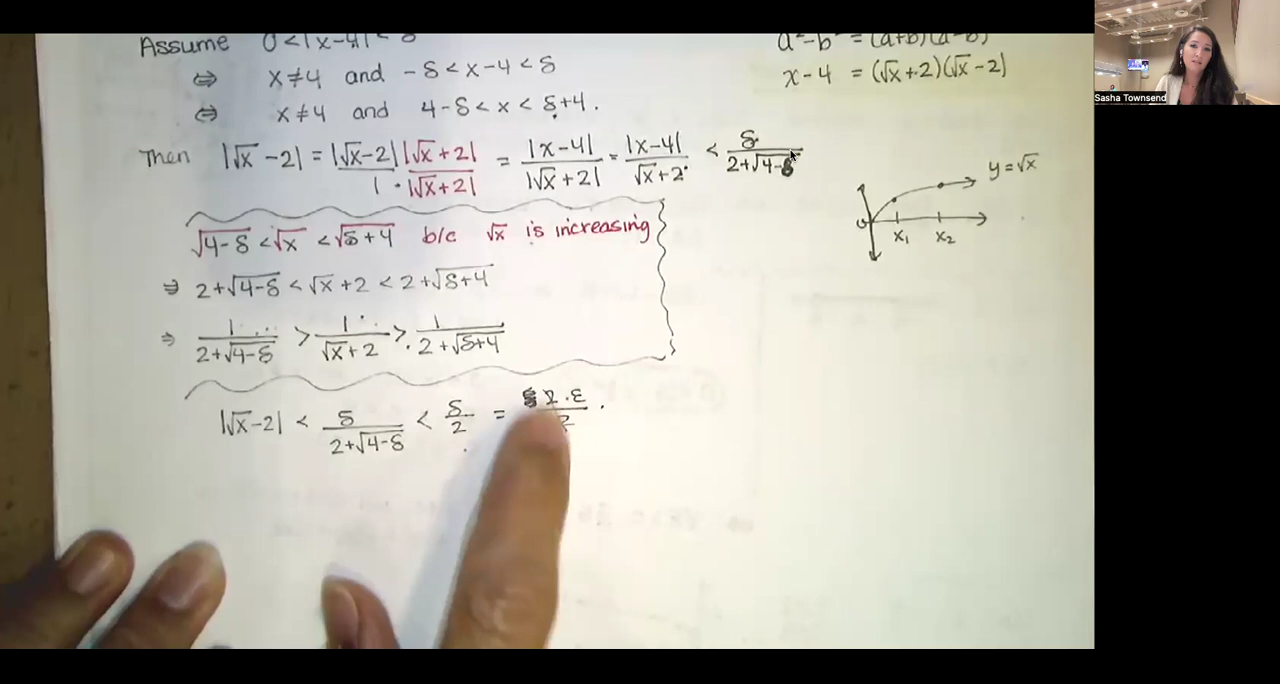 Assume 0 < |x-4| < δ
⇔ x≠4 and -δ < x-4 < δ
⇔ x≠4 and 4-δ < x < δ+4.
Then |√x -2| = |√x-2|/1 · |√x+2|/|√x+2| = |x-4|/|√x+2| = |x-4|/√x+2 < δ/2+√4-δ
√4-δ < √x < √δ+4 b/c √x is increasing
⇒ 2+√4-δ < √x+2 < 2+√δ+4
⇒ 1/2+√4-δ > 1/√x+2 > 1/2+√δ+4
|√x-2| < δ/2+√4-δ < δ/2 = 2·ε/2.
a²-b² = (a+b)(a-b)
x-4 = (√x+2)(√x-2)
y=√x
x₁ x₂
Sasha Townsend